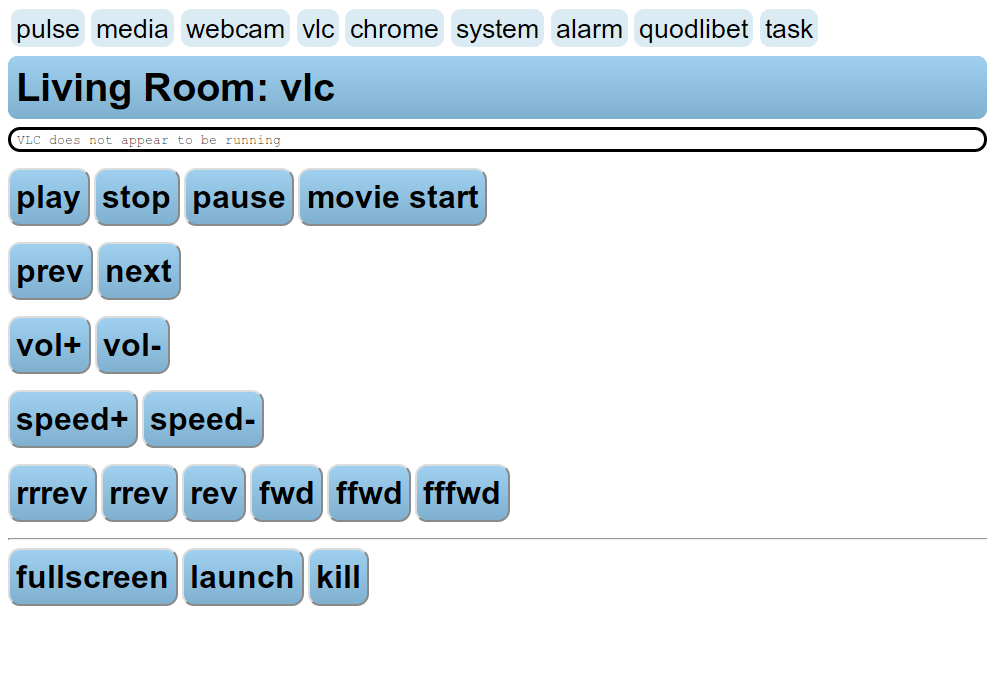 pulse media webcam vlc chrome system alarm quodlibet task
Living Room: vlc
VLC does not appear to be running
play stop pause movie start
prev next
vol+ vol-
speed+ speed-
rrrev rrev rev fwd ffwd fffwd
fullscreen launch kill